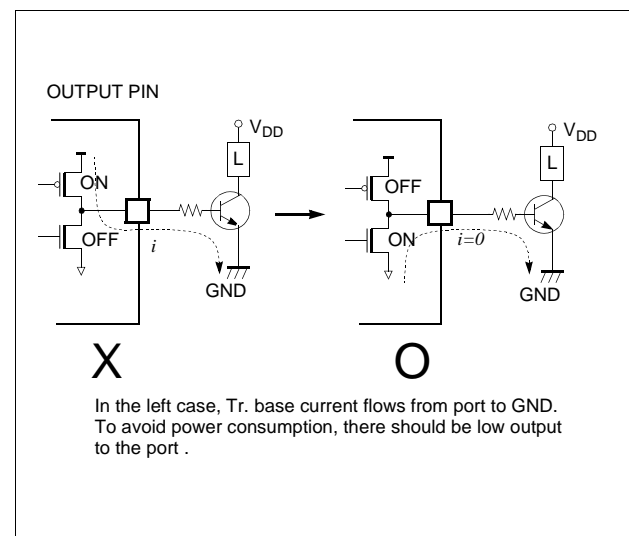 OUTPUT PIN
V_DD
L
ON
OFF
i
GND
X
V_DD
L
OFF
ON
i=0
GND
O
In the left case, Tr. base current flows from port to GND.
To avoid power consumption, there should be low output
to the port .